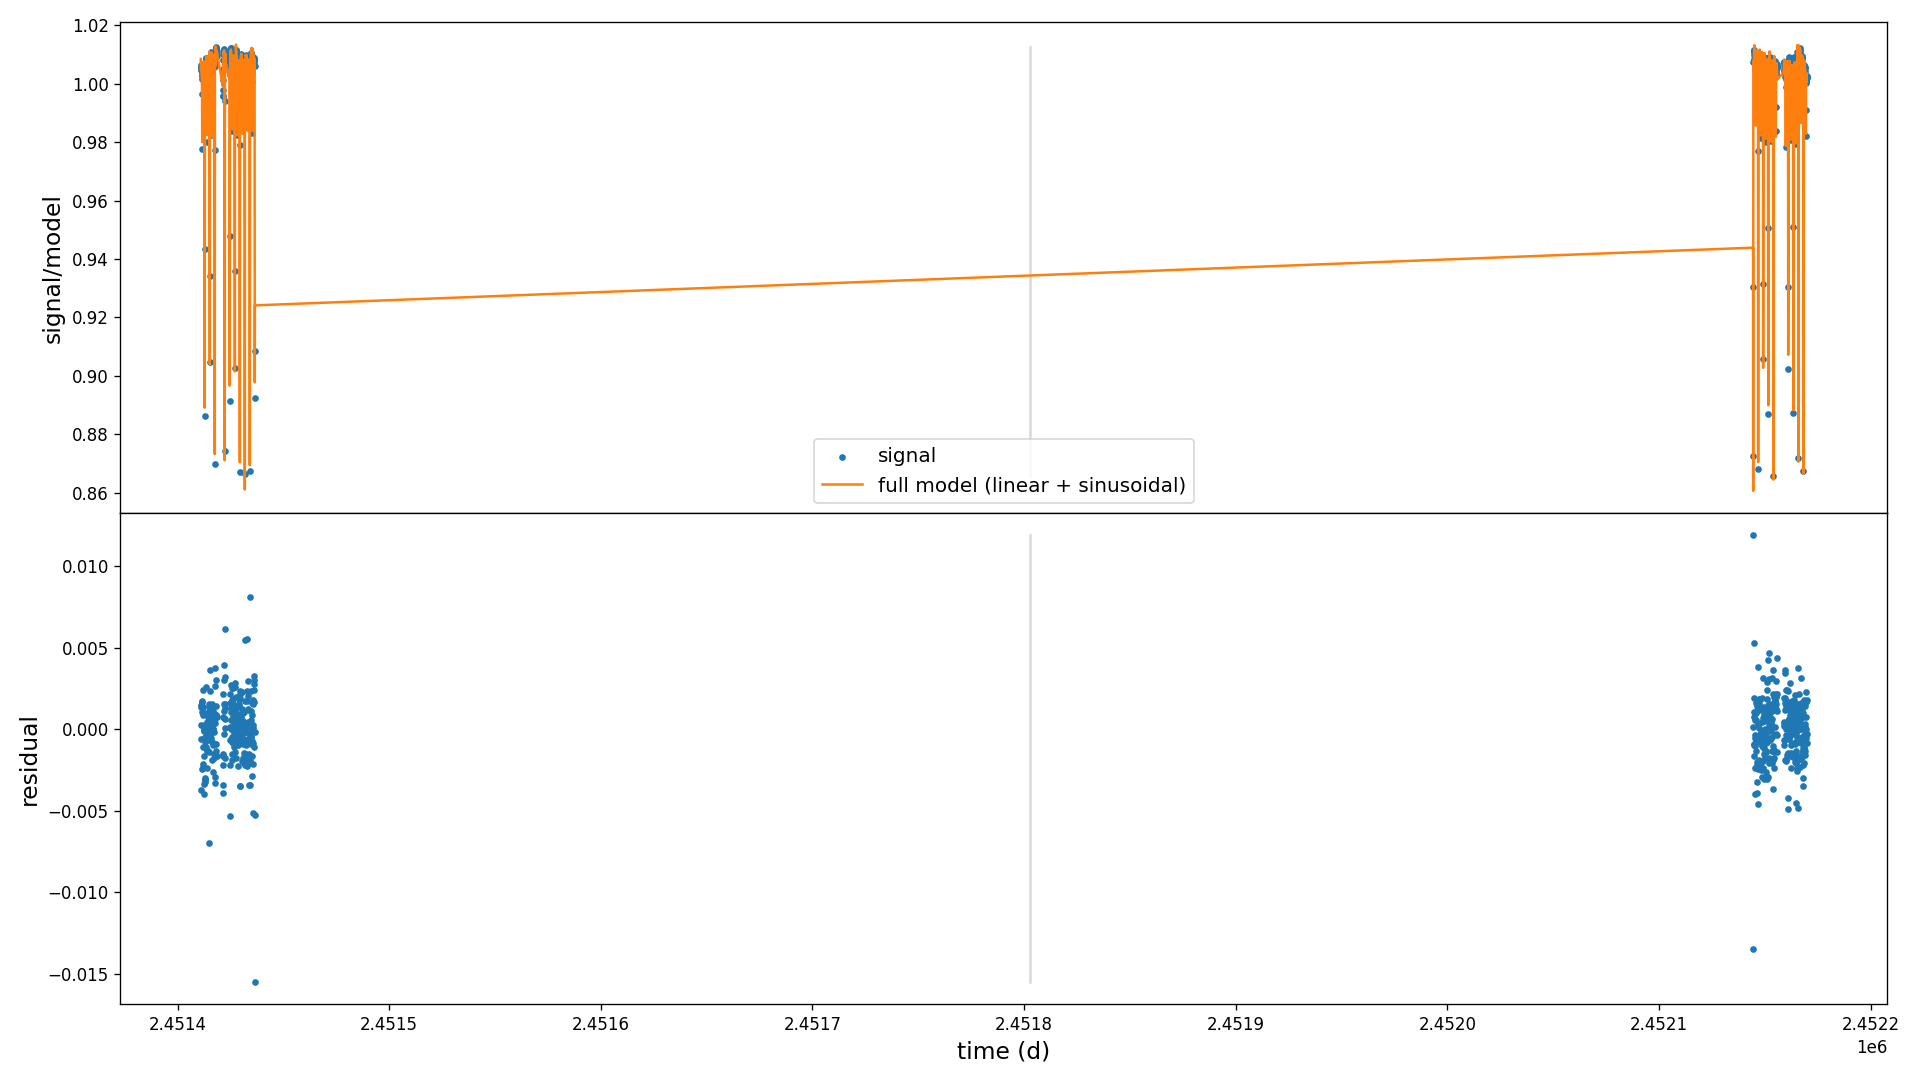 1.02
1.00
0.98
0.96
0.94
0.92
0.90
0.88
0.86
signal/model
signal
full model (linear + sinusoidal)
0.010
0.005
0.000
−0.005
−0.010
−0.015
residual
2.4514 2.4515 2.4516 2.4517 2.4518 2.4519 2.4520 2.4521 2.4522
1e6
time (d)